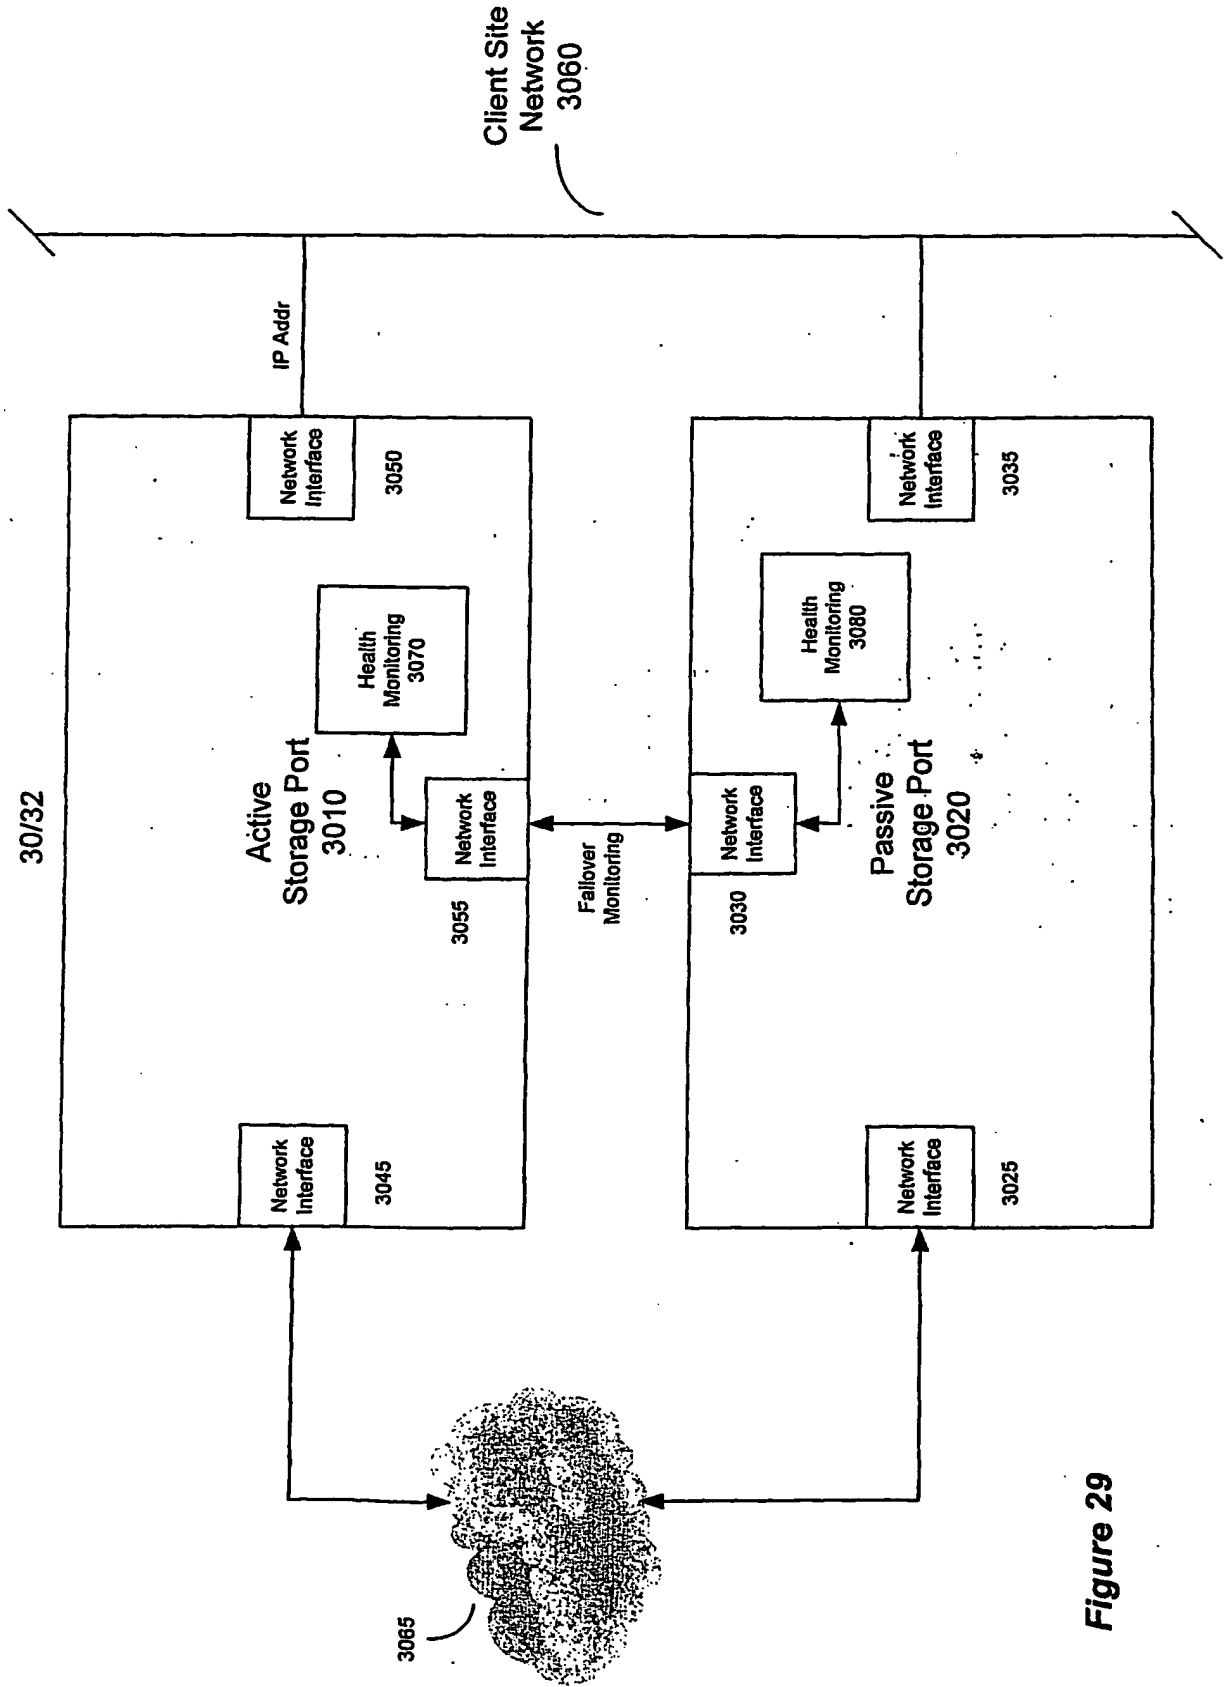 30/32
Active
Storage Port
3010
Network
Interface
3045
Network
Interface
3055
Health
Monitoring
3070
Network
Interface
3050
IP Addr
Client Site
Network
3060
3065
Failover
Monitoring
Network
Interface
3030
Health
Monitoring
3080
Passive
Storage Port
3020
Network
Interface
3025
Network
Interface
3035
Figure 29